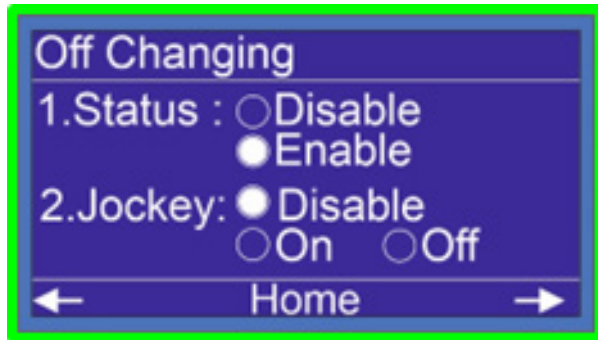 Off Changing
1.Status : Disable
Enable
2.Jockey: Disable
On Off
Home